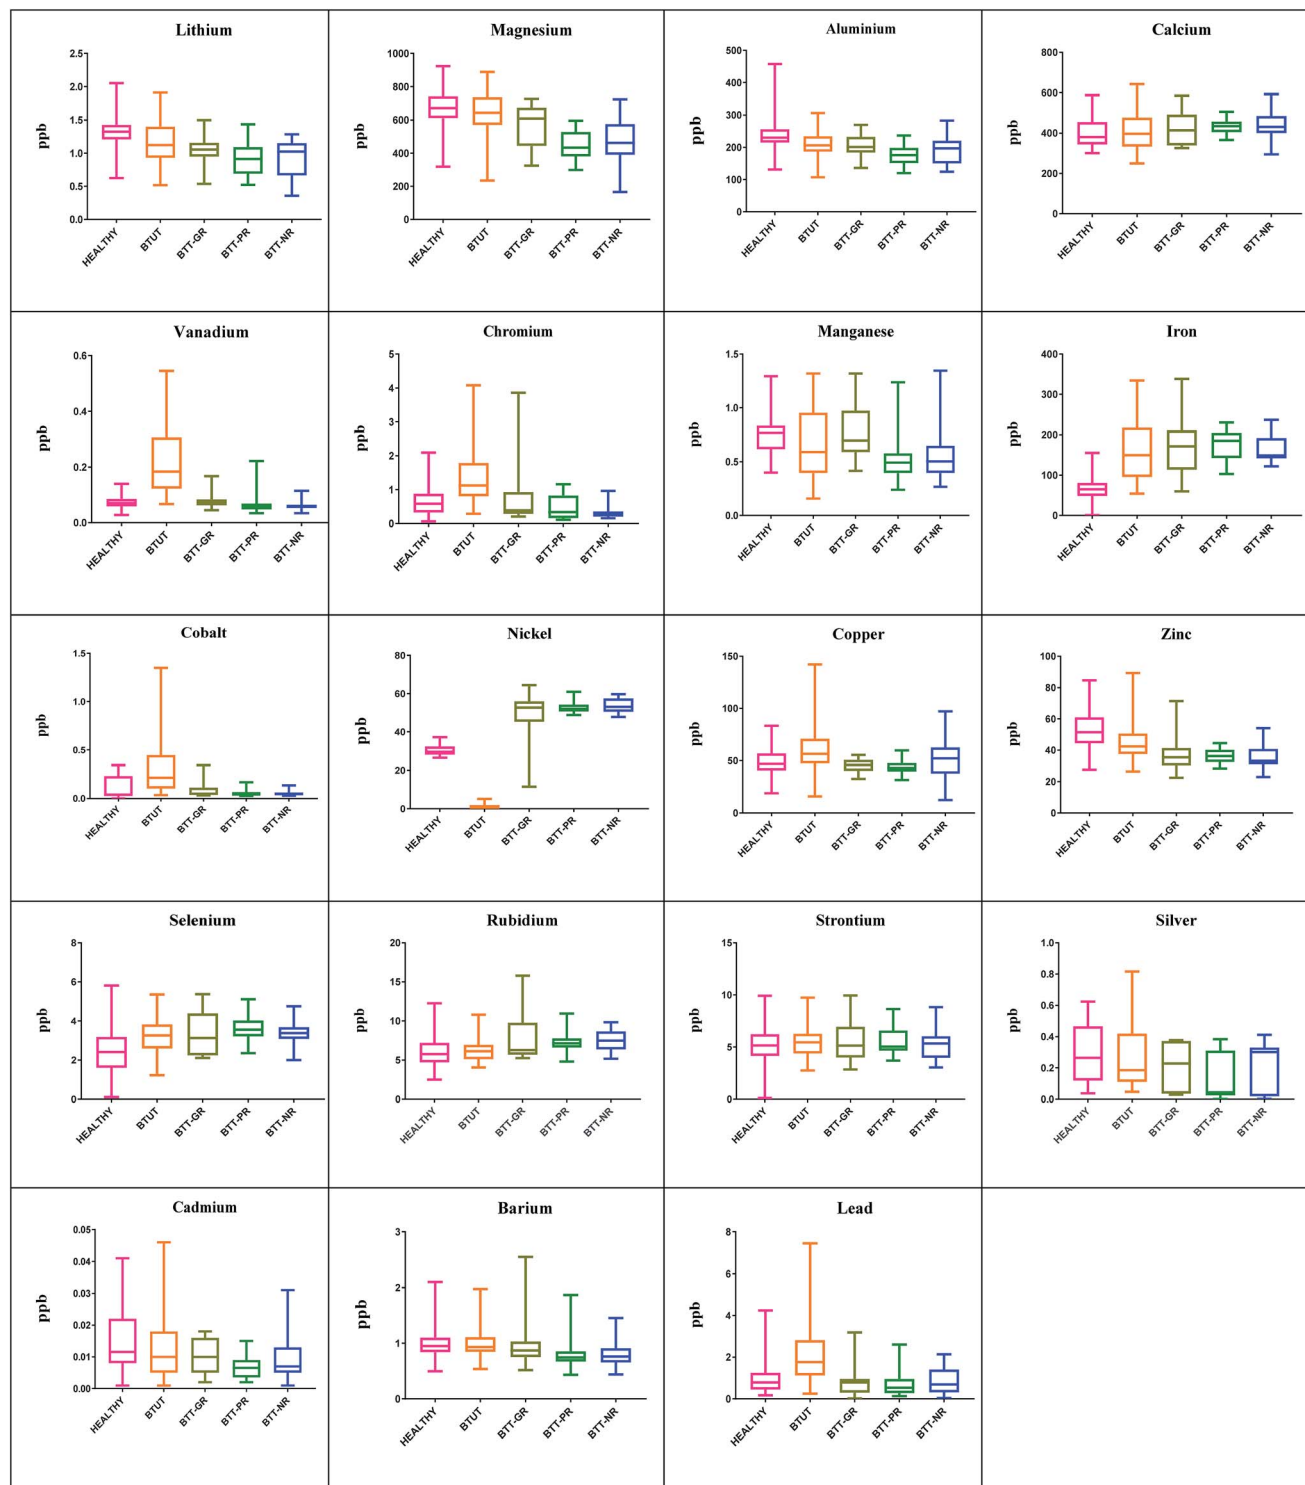 Lithium
ppb
2.5
2.0
1.5
1.0
0.5
0.0
HEALTHY
BTUT
BTT-GR
BTT-PR
BTT-NR
Magnesium
ppb
1000
800
600
400
200
0
HEALTHY
BTUT
BTT-GR
BTT-PR
BTT-NR
Aluminium
ppb
500
400
300
200
100
0
HEALTHY
BTUT
BTT-GR
BTT-PR
BTT-NR
Calcium
ppb
800
600
400
200
0
HEALTHY
BTUT
BTT-GR
BTT-PR
BTT-NR
Vanadium
ppb
0.6
0.4
0.2
0.0
HEALTHY
BTUT
BTT-GR
BTT-PR
BTT-NR
Chromium
ppb
5
4
3
2
1
0
HEALTHY
BTUT
BTT-GR
BTT-PR
BTT-NR
Manganese
ppb
1.5
1.0
0.5
0.0
HEALTHY
BTUT
BTT-GR
BTT-PR
BTT-NR
Iron
ppb
400
300
200
100
0
HEALTHY
BTUT
BTT-GR
BTT-PR
BTT-NR
Cobalt
ppb
1.5
1.0
0.5
0.0
HEALTHY
BTUT
BTT-GR
BTT-PR
BTT-NR
Nickel
ppb
80
60
40
20
0
HEALTHY
BTUT
BTT-GR
BTT-PR
BTT-NR
Copper
ppb
150
100
50
0
HEALTHY
BTUT
BTT-GR
BTT-PR
BTT-NR
Zinc
ppb
100
80
60
40
20
0
HEALTHY
BTUT
BTT-GR
BTT-PR
BTT-NR
Selenium
ppb
8
6
4
2
0
HEALTHY
BTUT
BTT-GR
BTT-PR
BTT-NR
Rubidium
ppb
20
15
10
5
0
HEALTHY
BTUT
BTT-GR
BTT-PR
BTT-NR
Strontium
ppb
15
10
5
0
HEALTHY
BTUT
BTT-GR
BTT-PR
BTT-NR
Silver
ppb
1.0
0.8
0.6
0.4
0.2
0.0
HEALTHY
BTUT
BTT-GR
BTT-PR
BTT-NR
Cadmium
ppb
0.05
0.04
0.03
0.02
0.01
0.00
HEALTHY
BTUT
BTT-GR
BTT-PR
BTT-NR
Barium
ppb
3
2
1
0
HEALTHY
BTUT
BTT-GR
BTT-PR
BTT-NR
Lead
ppb
8
6
4
2
0
HEALTHY
BTUT
BTT-GR
BTT-PR
BTT-NR